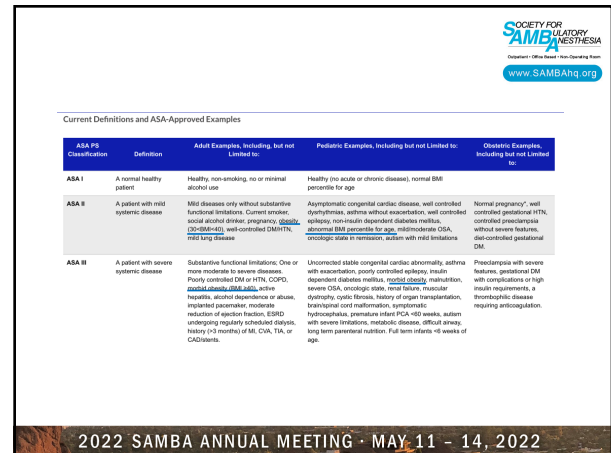 SOCIETY FOR
AMBULATORY
ANESTHESIA
Outpatient • Office Based • Non-Operating Room
www.SAMBAhq.org
Current Definitions and ASA-Approved Examples
ASA PS
Classification
Definition
Adult Examples, Including, but not
Limited to:
Pediatric Examples, Including but not Limited to:
Obstetric Examples,
Including but not Limited
to:
ASA I
A normal healthy
patient
Healthy, non-smoking, no or minimal
alcohol use
Healthy (no acute or chronic disease), normal BMI
percentile for age
ASA II
A patient with mild
systemic disease
Mild diseases only without substantive
functional limitations. Current smoker,
social alcohol drinker, pregnancy, obesity
(30<BMI<40), well-controlled DM/HTN,
mild lung disease
Asymptomatic congenital cardiac disease, well controlled
dysrhythmias, asthma without exacerbation, well controlled
epilepsy, non-insulin dependent diabetes mellitus,
abnormal BMI percentile for age, mild/moderate OSA,
oncologic state in remission, autism with mild limitations
Normal pregnancy*, well
controlled gestational HTN,
controlled preeclampsia
without severe features,
diet-controlled gestational
DM.
ASA III
A patient with severe
systemic disease
Substantive functional limitations; One or
more moderate to severe diseases.
Poorly controlled DM or HTN, COPD,
morbid obesity (BMI ≥40), active
hepatitis, alcohol dependence or abuse,
implanted pacemaker, moderate
reduction of ejection fraction, ESRD
undergoing regularly scheduled dialysis,
history (>3 months) of MI, CVA, TIA, or
CAD/stents.
Uncorrected stable congenital cardiac abnormality, asthma
with exacerbation, poorly controlled epilepsy, insulin
dependent diabetes mellitus, morbid obesity, malnutrition,
severe OSA, oncologic state, renal failure, muscular
dystrophy, cystic fibrosis, history of organ transplantation,
brain/spinal cord malformation, symptomatic
hydrocephalus, premature infant PCA <60 weeks, autism
with severe limitations, metabolic disease, difficult airway,
long term parenteral nutrition. Full term infants <6 weeks of
age.
Preeclampsia with severe
features, gestational DM
with complications or high
insulin requirements, a
thrombophilic disease
requiring anticoagulation.
2022 SAMBA ANNUAL MEETING · MAY 11 – 14, 2022